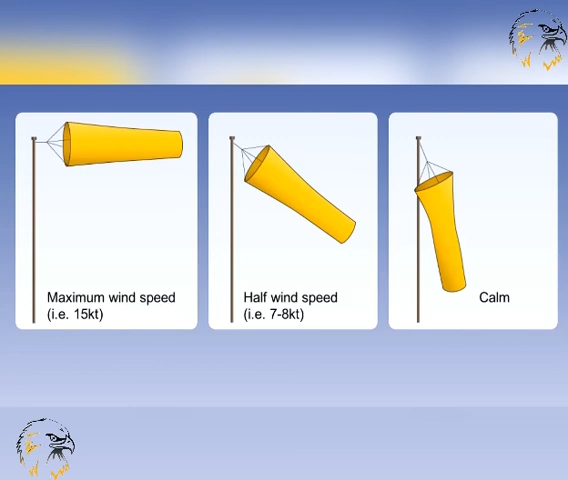 Maximum wind speed
(i.e. 15kt)
Half wind speed
(i.e. 7-8kt)
Calm